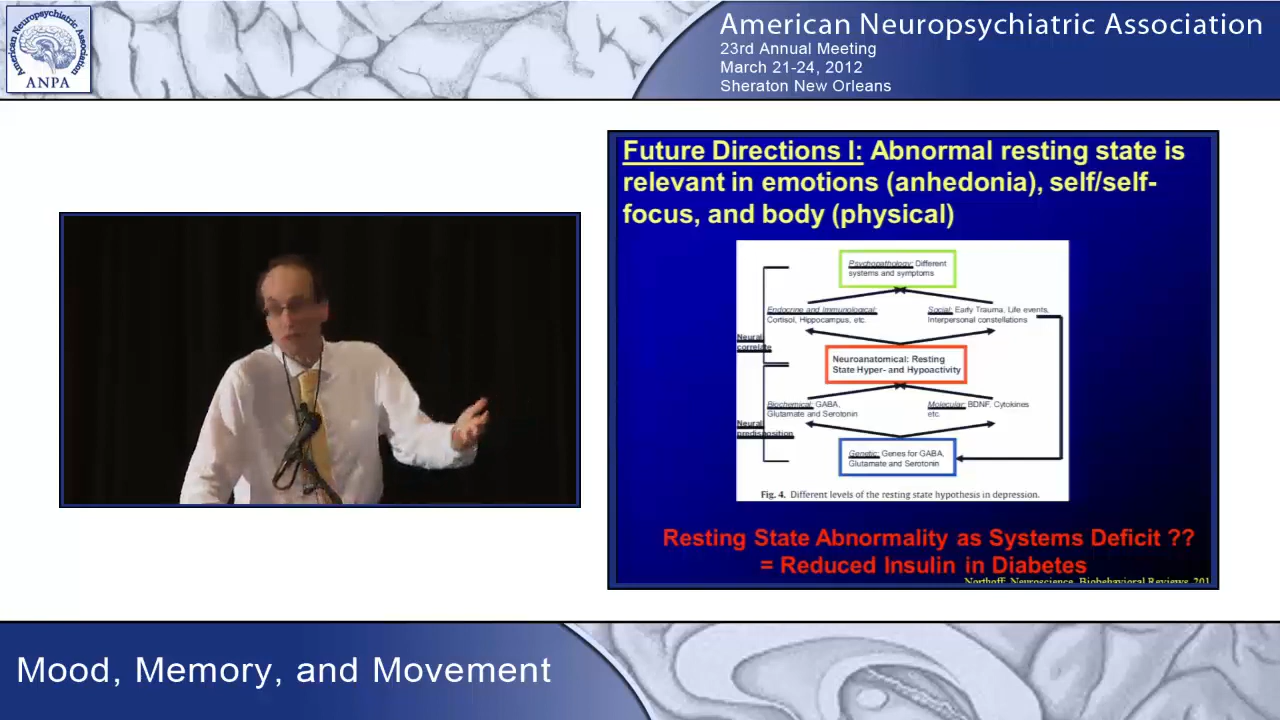 American Neuropsychiatric Association
ANPA
American Neuropsychiatric Association
23rd Annual Meeting
March 21-24, 2012
Sheraton New Orleans
Future Directions I: Abnormal resting state is
relevant in emotions (anhedonia), self/self-
focus, and body (physical)
Psychopathology: Different
systems and symptoms
Endocrine and Immunological:
Cortisol, Hippocampus, etc.
Social: Early Trauma, Life events,
Interpersonal constellations
Neural
correlate
Neuroanatomical: Resting
State Hyper- and Hypoactivity
Biochemical: GABA,
Glutamate and Serotonin
Molecular: BDNF, Cytokines
etc.
Neural
predisposition
Genetic: Genes for GABA,
Glutamate and Serotonin
Fig. 4. Different levels of the resting state hypothesis in depression.
Resting State Abnormality as Systems Deficit ??
= Reduced Insulin in Diabetes
Northoff, Neuroscience, Biobehavioral Reviews, 201
Mood, Memory, and Movement